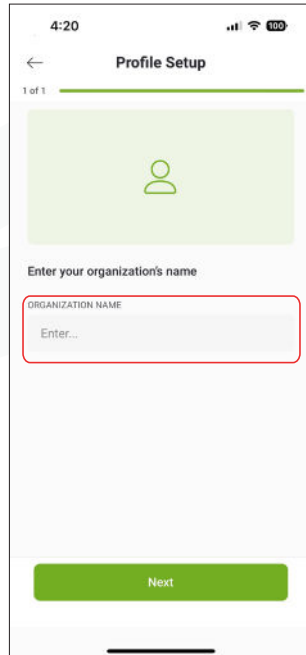 4:20
100
Profile Setup
1 of 1
Enter your organization's name
ORGANIZATION NAME
Enter...
Next